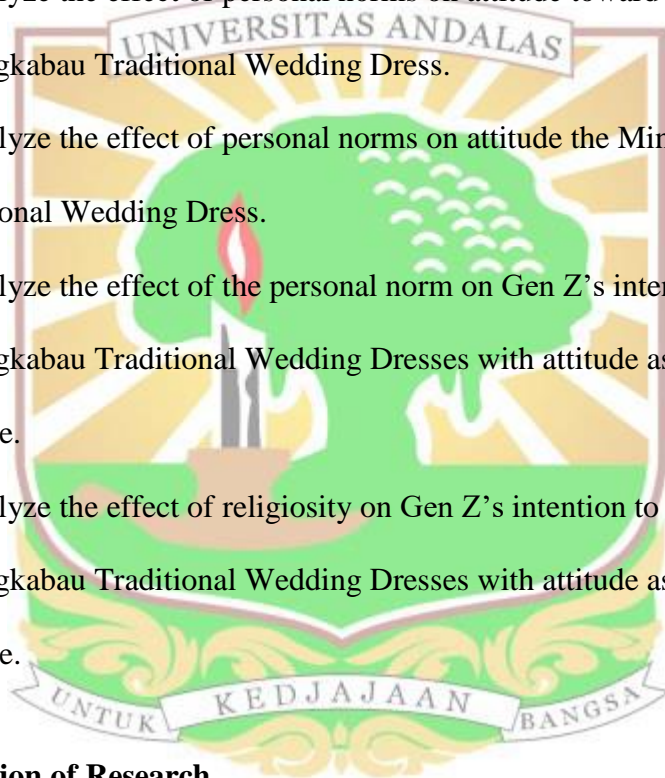 lyze the effect of personal norms on attitude toward
UNIVERSITAS ANDALAS
gkabau Traditional Wedding Dress.
lyze the effect of personal norms on attitude the Min
onal Wedding Dress.
lyze the effect of the personal norm on Gen Z’s inten
gkabau Traditional Wedding Dresses with attitude as
e.
lyze the effect of religiosity on Gen Z’s intention to
gkabau Traditional Wedding Dresses with attitude as
e.
UNTUK KEDJAJAAN BANGSA
ion of Research